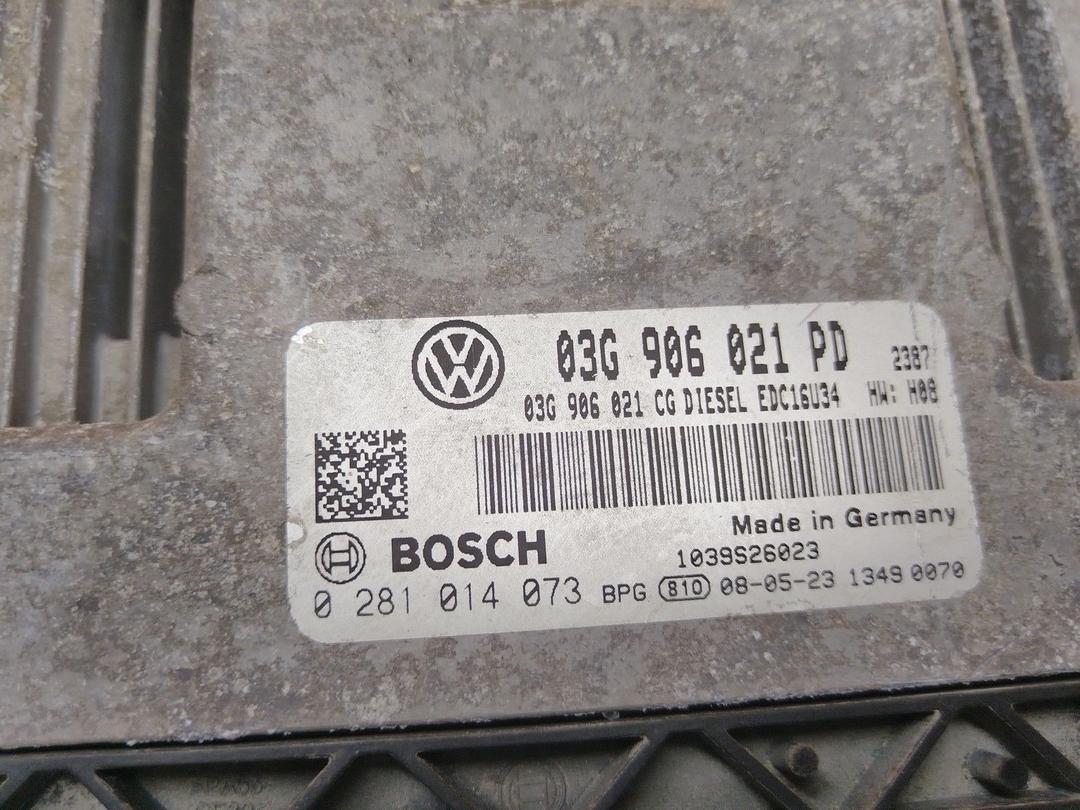 03G 906 021 PD 2387
03G 906 021 CG DIESEL EDC16U34 HW: H08
Made in Germany
BOSCH
1039S26023
0 281 014 073 BPG 810 08-05-23 1349 0070